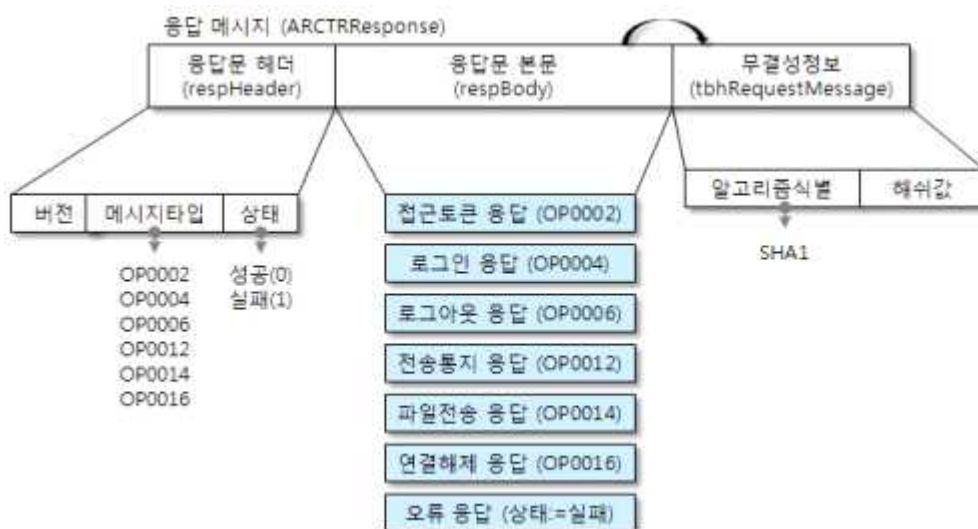 응답 메시지 (ARCTRResponse)
응답문 헤더
(respHeader)
응답문 본문
(respBody)
무결성정보
(tbhRequestMessage)
버전
메시지타입
상태
알고리즘식별
해쉬값
OP0002
OP0004
OP0006
OP0012
OP0014
OP0016
성공(0)
실패(1)
접근토큰 응답 (OP0002)
로그인 응답 (OP0004)
로그아웃 응답 (OP0006)
전송통지 응답 (OP0012)
파일전송 응답 (OP0014)
연결해제 응답 (OP0016)
오류 응답 (상태:=실패)
SHA1